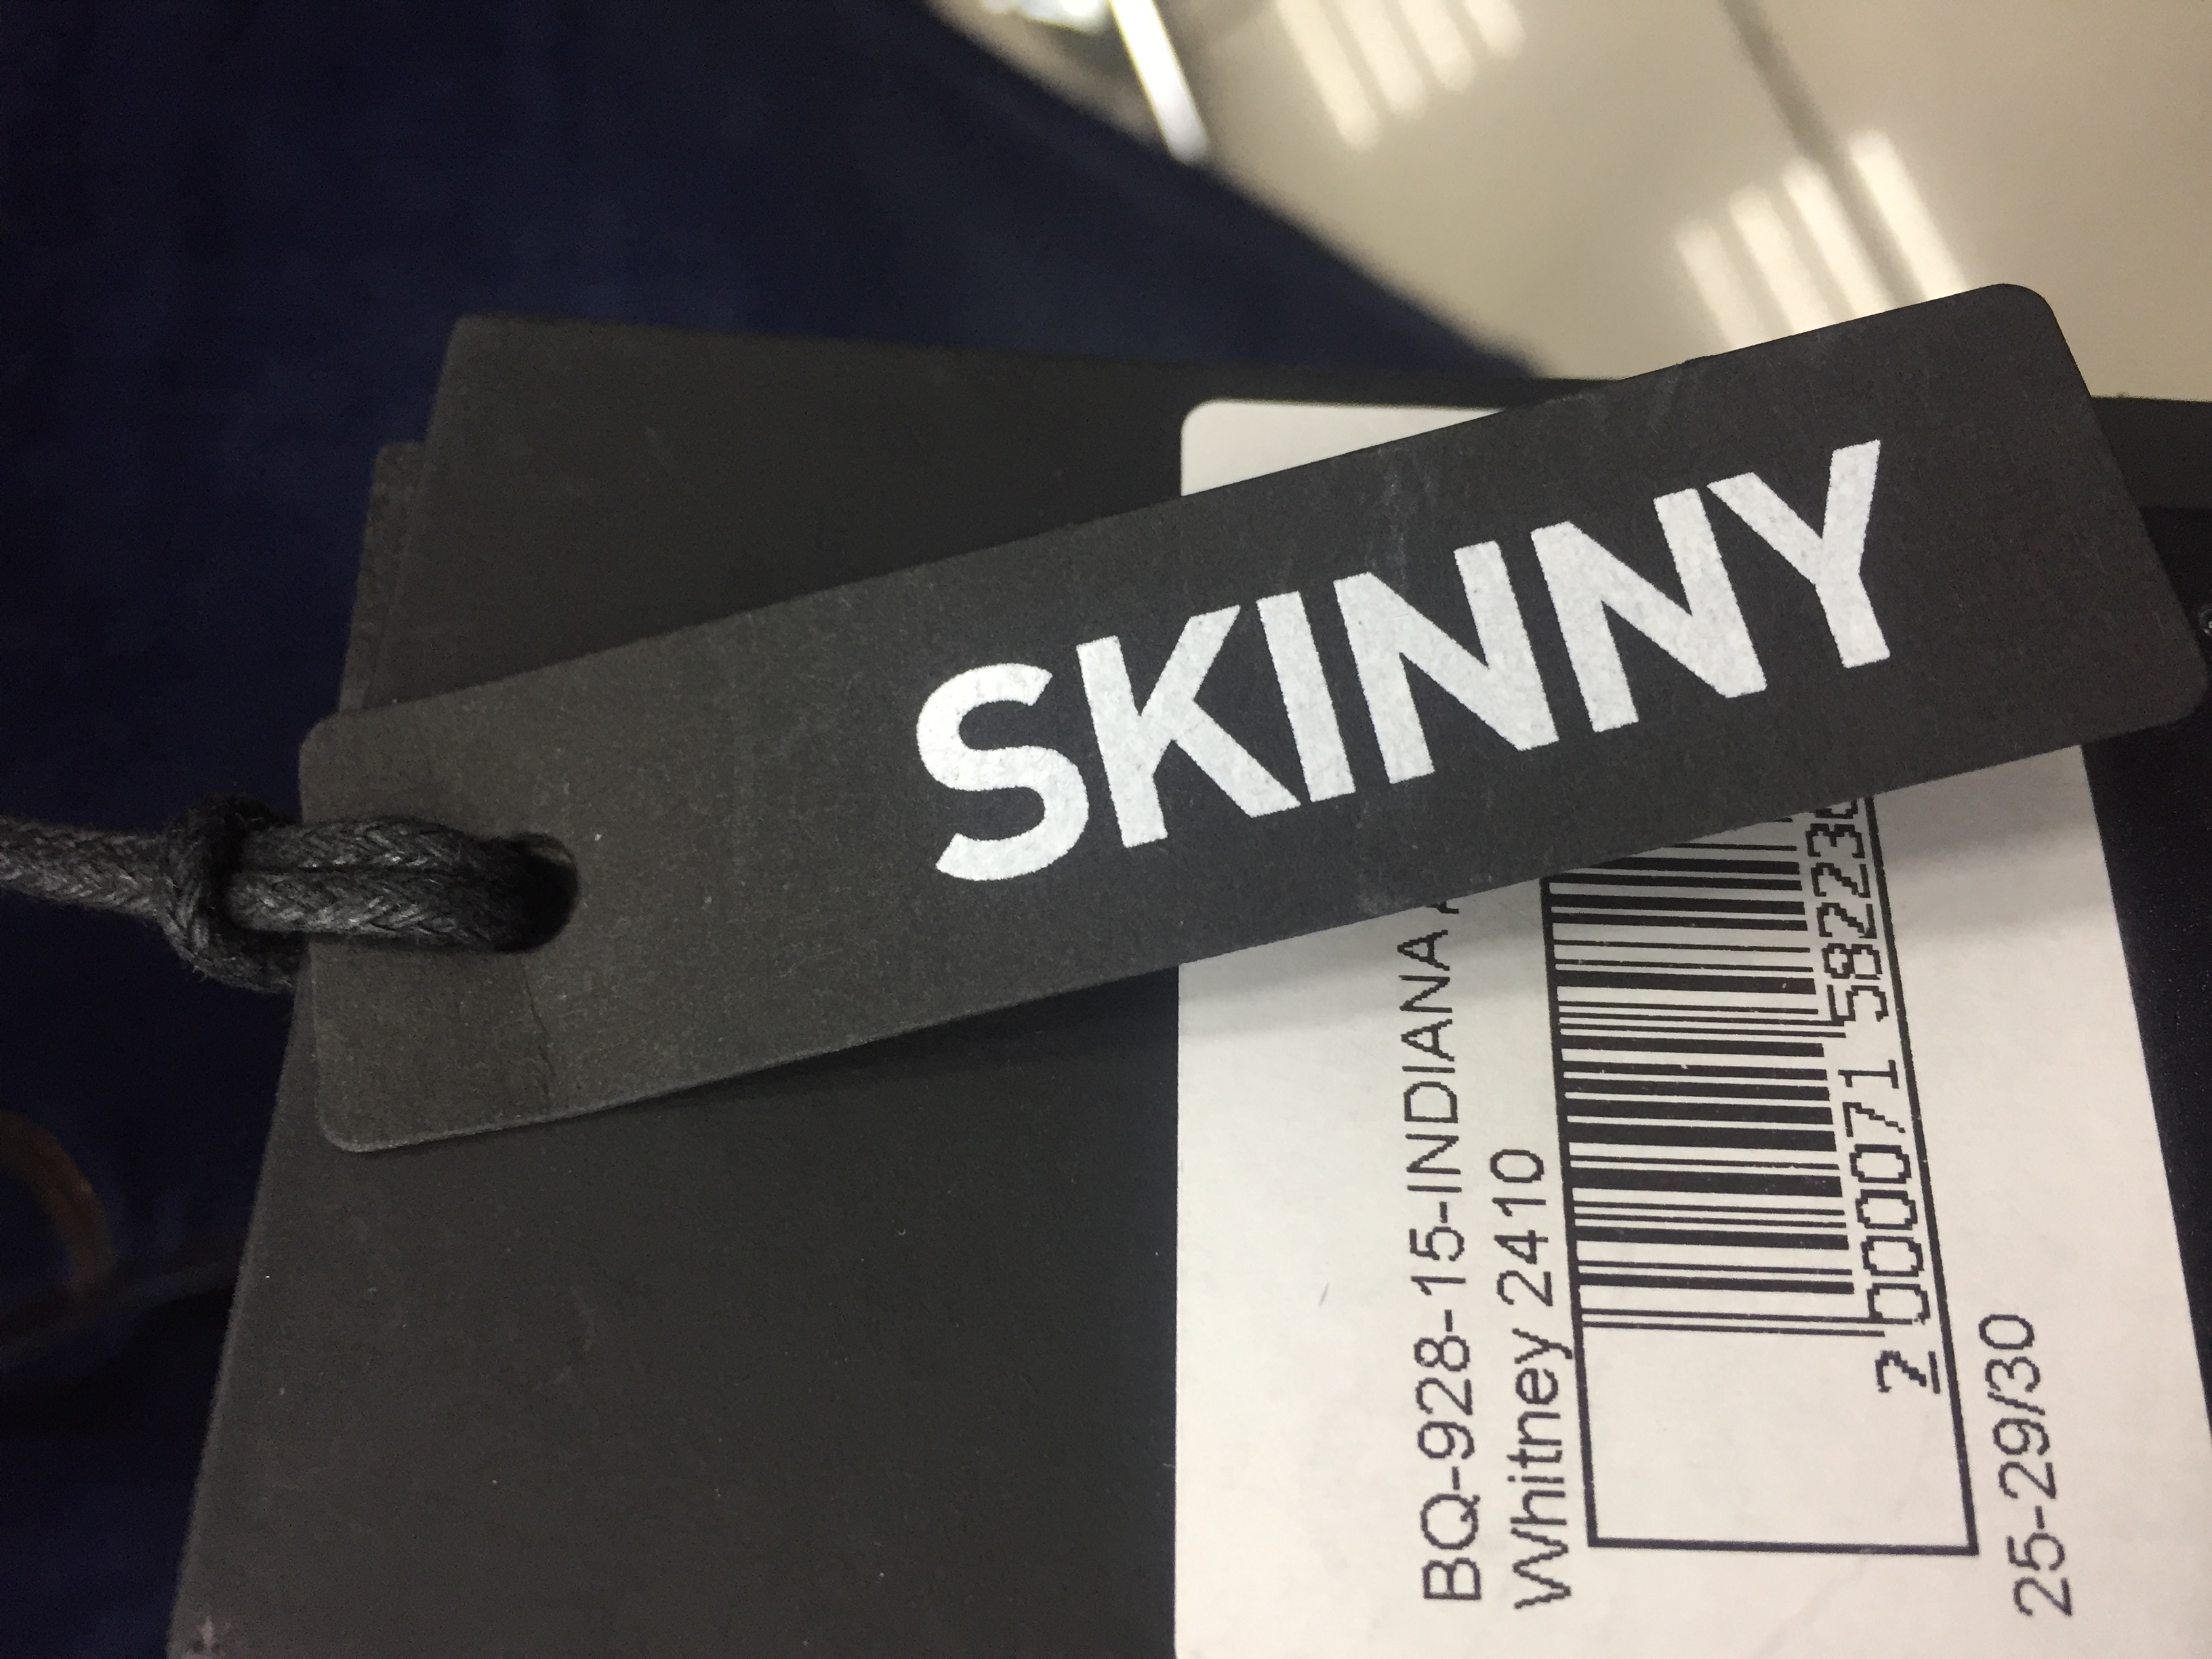 SKINNY
BQ-928-15-INDIANA
Whitney 2410
2 000071 58223
25-29/30